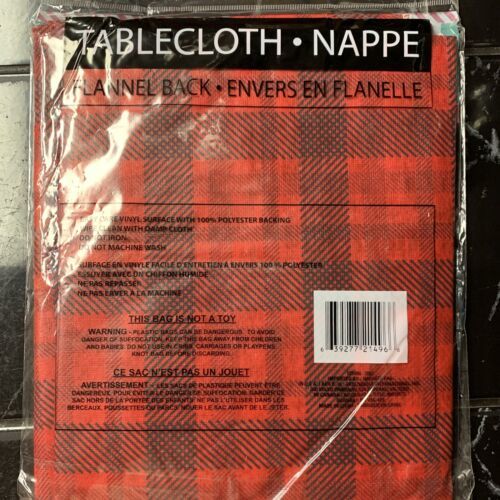 TABLECLOTH • NAPPE
FLANNEL BACK • ENVERS EN FLANELLE
CARE VINYL SURFACE WITH 100% POLYESTER BACKING
WIPE CLEAN WITH DAMP CLOTH
DO NOT IRON
DO NOT MACHINE WASH
SURFACE EN VINYLE FACILE D'ENTRETIEN À ENVERS 100 % POLYESTER
ESSUYER AVEC UN CHIFFON HUMIDE
NE PAS REPASSER
NE PAS LAVER À LA MACHINE
THIS BAG IS NOT A TOY
WARNING - PLASTIC BAGS CAN BE DANGEROUS. TO AVOID
DANGER OF SUFFOCATION, KEEP THIS BAG AWAY FROM BABIES
AND BABIES. DO NOT USE IN CRIBS, CARRIAGES OR PLAYPENS.
KNOT BAG BEFORE DISCARDING.
CE SAC N'EST PAS UN JOUET
AVERTISSEMENT - LES SACS DE PLASTIQUE PEUVENT ÊTRE
DANGEREUX. POUR ÉVITER LE DANGER DE SUFFOCATION, GARDER CE
SAC HORS DE LA PORTÉE DES ENFANTS. NE PAS L'UTILISER DANS LES
BERCEAUX, POUSSETTES OU PARCS. NOUER LE SAC AVANT DE LE JETER.
6 39277 21496 6